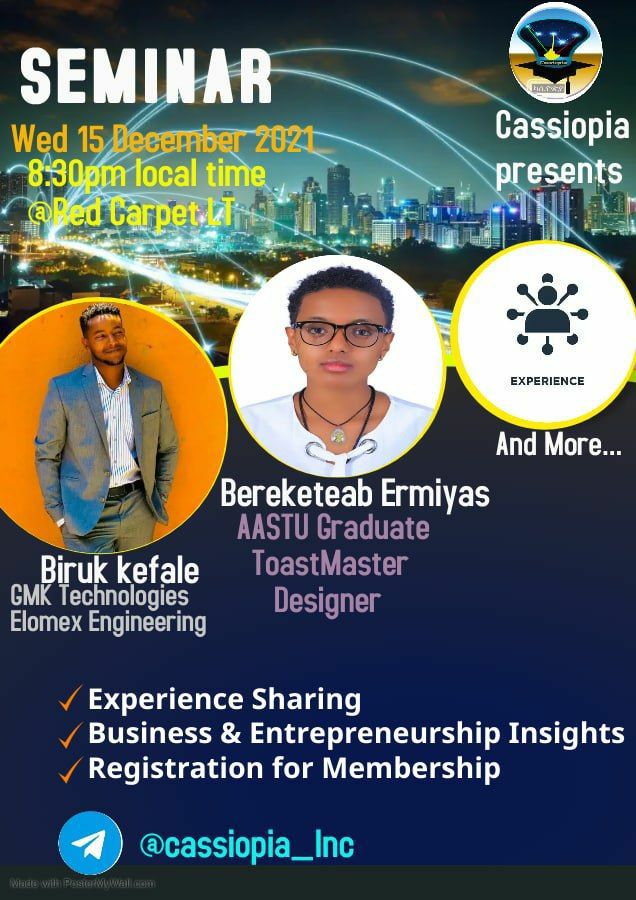 SEMINAR
Wed 15 December 2021
8:30pm local time
@Red Carpet LT
Cassiopia
presents
EXPERIENCE
And More...
Bereketeab Ermiyas
AASTU Graduate
ToastMaster
Designer
Biruk kefale
GMK Technologies
Elomex Engineering
Experience Sharing
Business & Entrepreneurship Insights
Registration for Membership
@cassiopia_Inc
Made with PosterMyWall.com